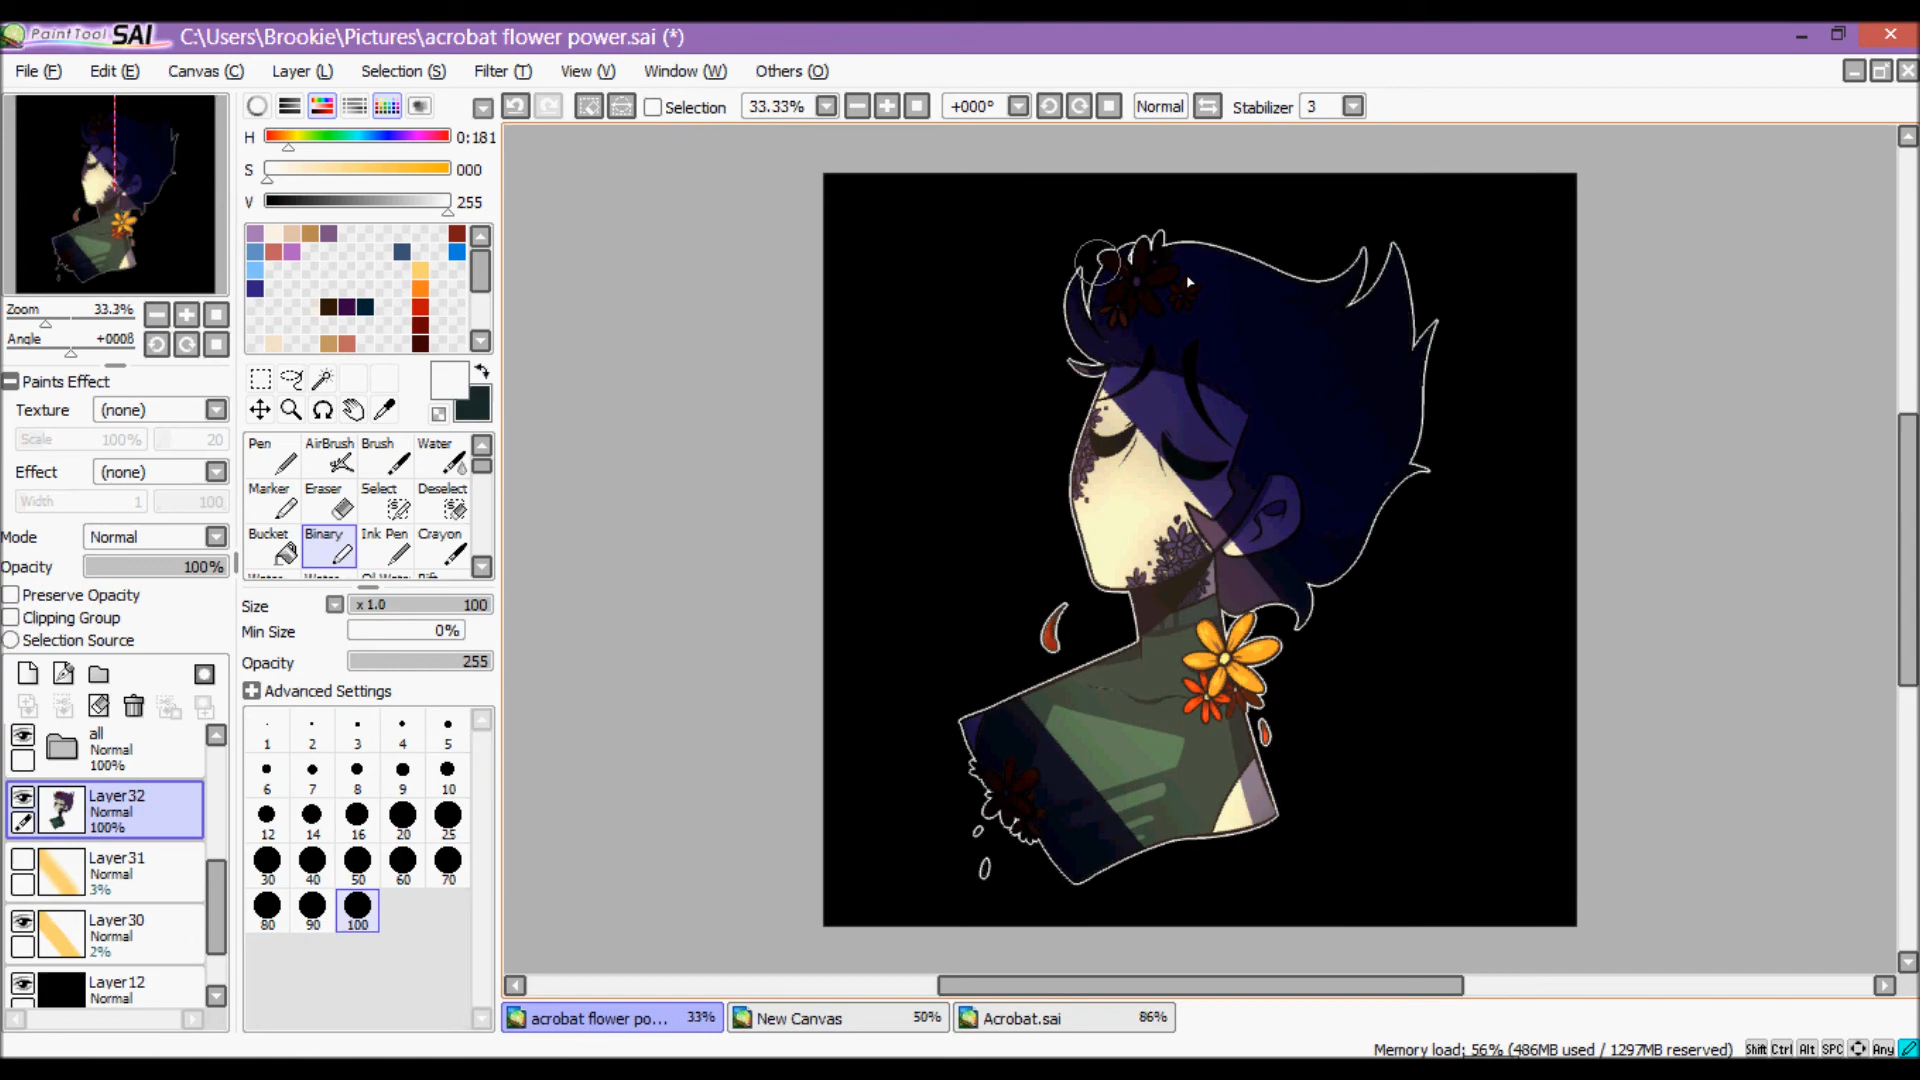 PaintTool SAI C:\Users\Brookie\Pictures\acrobat flower power.sai (*)
File (F) Edit (E) Canvas (C) Layer (L) Selection (S) Filter (T) View (V) Window (W) Others (O)
Selection 33.33% +000° Normal Stabilizer 3
H 0:181
S 000
V 255
Zoom 33.3%
Angle +000ß
Paints Effect
Texture (none)
Scale 100% 20
Effect (none)
Width 1 100
Mode Normal
Opacity 100%
Preserve Opacity
Clipping Group
Selection Source
all
Normal
100%
Layer32
Normal
100%
Layer31
Normal
3%
Layer30
Normal
2%
Layer12
Normal
Pen AirBrush Brush Water
Marker Eraser Select Deselect
Bucket Binary Ink Pen Crayon
Size x 1.0 100
Min Size 0%
Opacity 255
Advanced Settings
1 2 3 4 5
6 7 8 9 10
12 14 16 20 25
30 40 50 60 70
80 90 100
acrobat flower po... 33% New Canvas 50% Acrobat.sai 86%
Memory load: 56% (486MB used / 1297MB reserved) Shift Ctrl Alt SPC Any